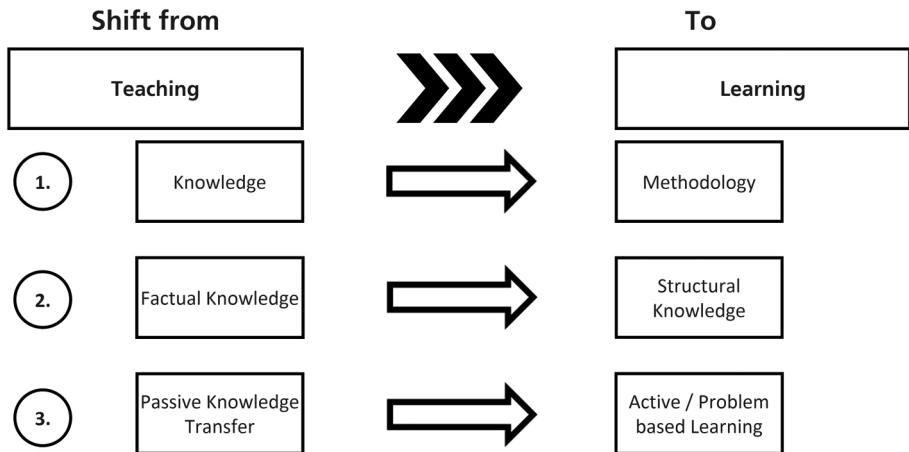 Shift from
To
Teaching
Learning
1.
Knowledge
Methodology
2.
Factual Knowledge
Structural
Knowledge
3.
Passive Knowledge
Transfer
Active / Problem
based Learning